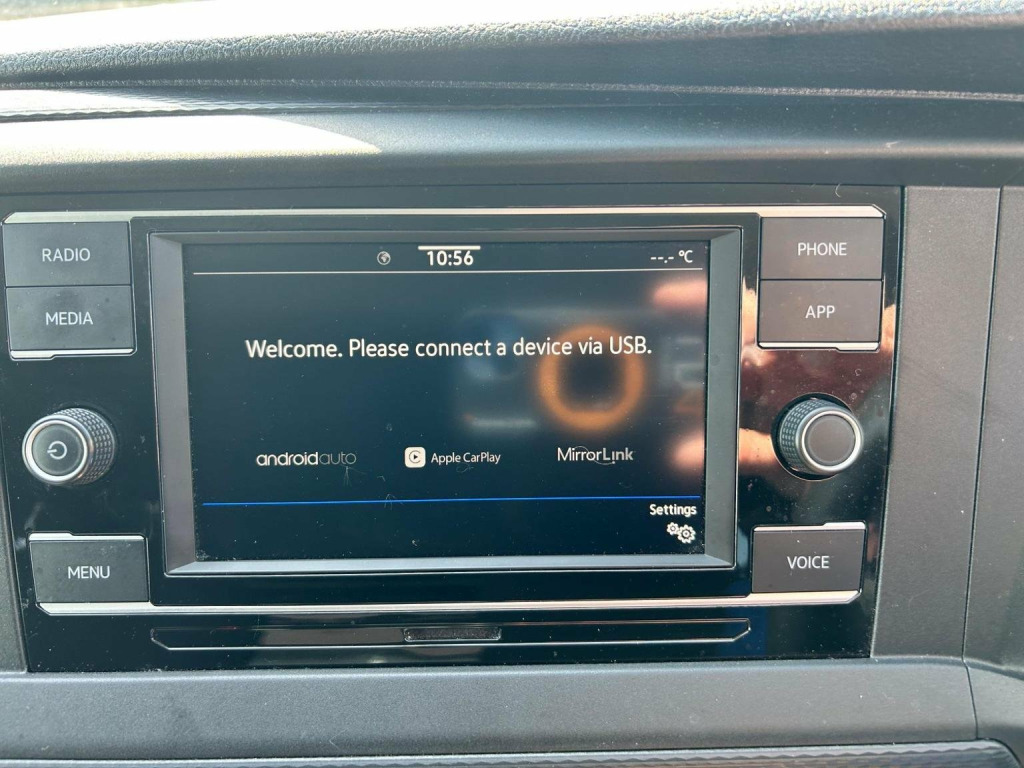 RADIO
MEDIA
MENU
10:56
--.- °C
Welcome. Please connect a device via USB.
androidauto
Apple CarPlay
MirrorLink
Settings
PHONE
APP
VOICE